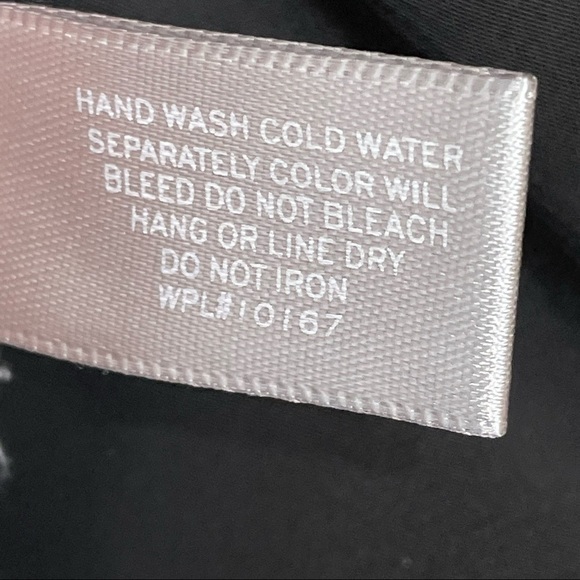 HAND WASH COLD WATER
SEPARATELY COLOR WILL
BLEED DO NOT BLEACH
HANG OR LINE DRY
DO NOT IRON
WPL#10167